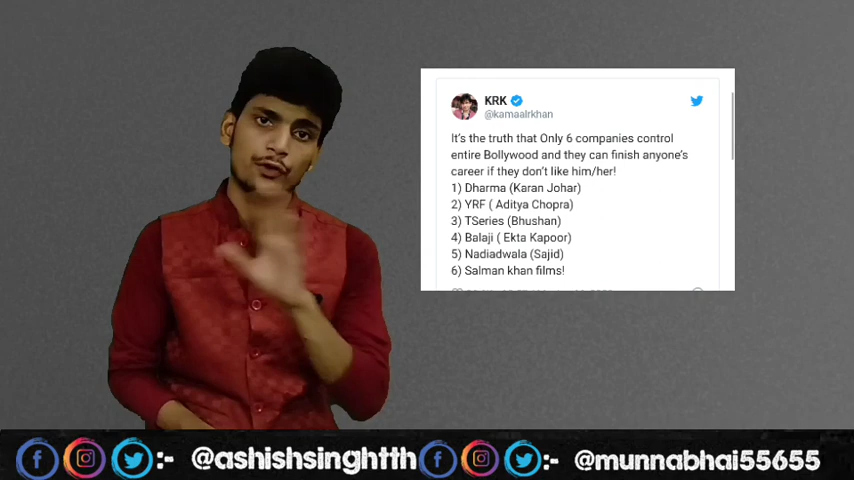 KRK
@kamaalrkhan
It's the truth that Only 6 companies control
entire Bollywood and they can finish anyone's
career if they don't like him/her!
1) Dharma (Karan Johar)
2) YRF ( Aditya Chopra)
3) TSeries (Bhushan)
4) Balaji ( Ekta Kapoor)
5) Nadiadwala (Sajid)
6) Salman khan films!
:- @ashishsinghtth :- @munnabhai55655